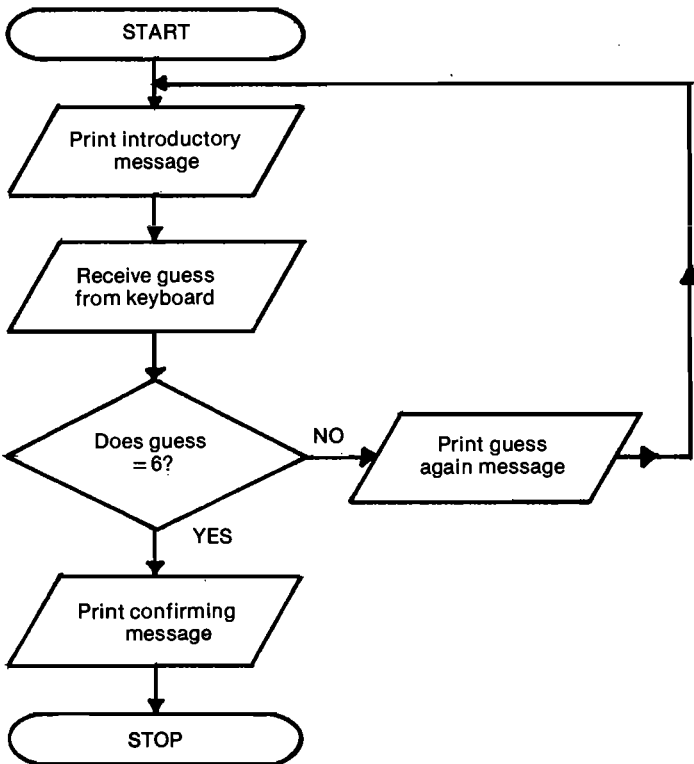 START
Print introductory
message
Receive guess
from keyboard
Does guess
= 6?
NO
Print guess
again message
YES
Print confirming
message
STOP